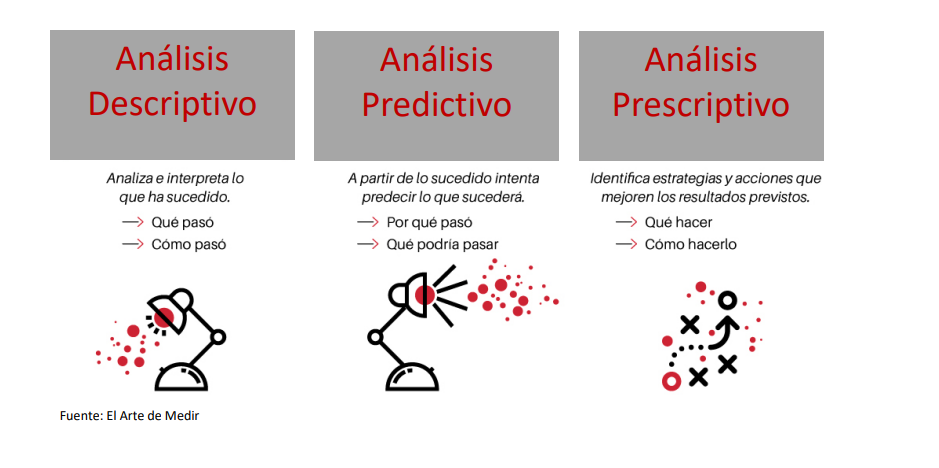 Análisis
Descriptivo
Analiza e interpreta lo
que ha sucedido.
Qué pasó
Cómo pasó
Análisis
Predictivo
A partir de lo sucedido intenta
predecir lo que sucederá.
Por qué pasó
Qué podría pasar
Análisis
Prescriptivo
Identifica estrategias y acciones que
mejoren los resultados previstos.
Qué hacer
Cómo hacerlo
Fuente: El Arte de Medir